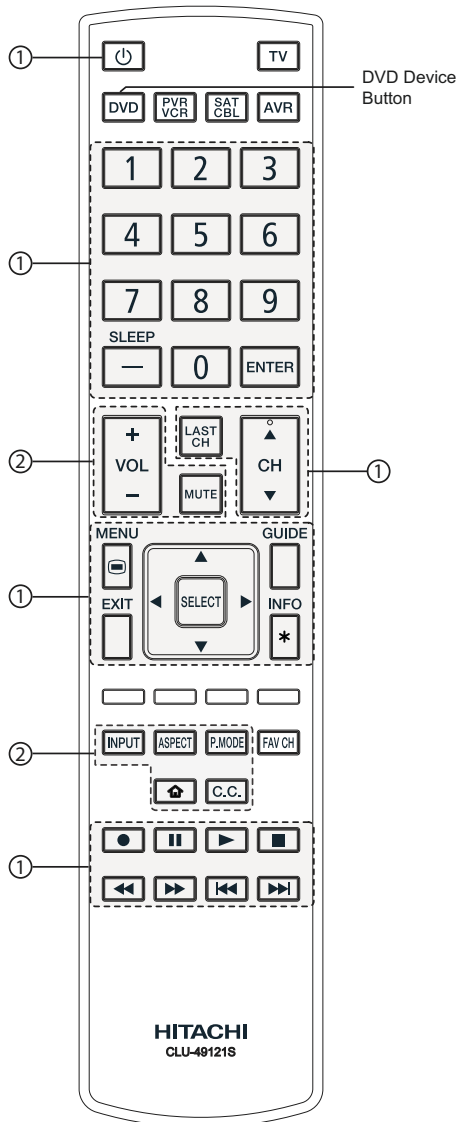 ① TV
DVD Device
Button
DVD PVR VCR SAT CBL AVR
1 2 3
① 4 5 6
7 8 9
SLEEP
— 0 ENTER
②
+
VOL
−
LAST
CH
MUTE
CH
①
MENU GUIDE
①
EXIT SELECT INFO
*
② INPUT ASPECT P.MODE FAV CH
C.C.
①
HITACHI
CLU-49121S